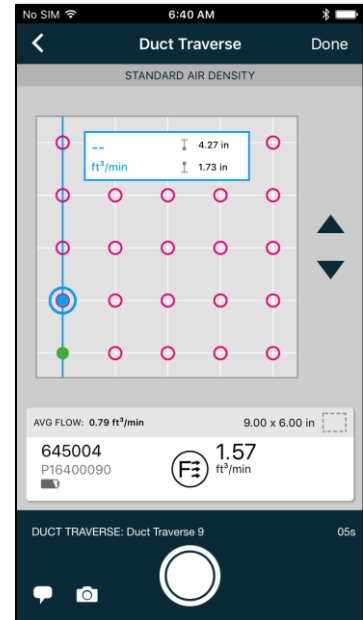 No SIM 6:40 AM
Duct Traverse Done
STANDARD AIR DENSITY
-- 4.27 in
ft³/min 1.73 in
AVG FLOW: 0.79 ft³/min 9.00 x 6.00 in
645004 1.57
P16400090 F ft³/min
DUCT TRAVERSE: Duct Traverse 9 05s